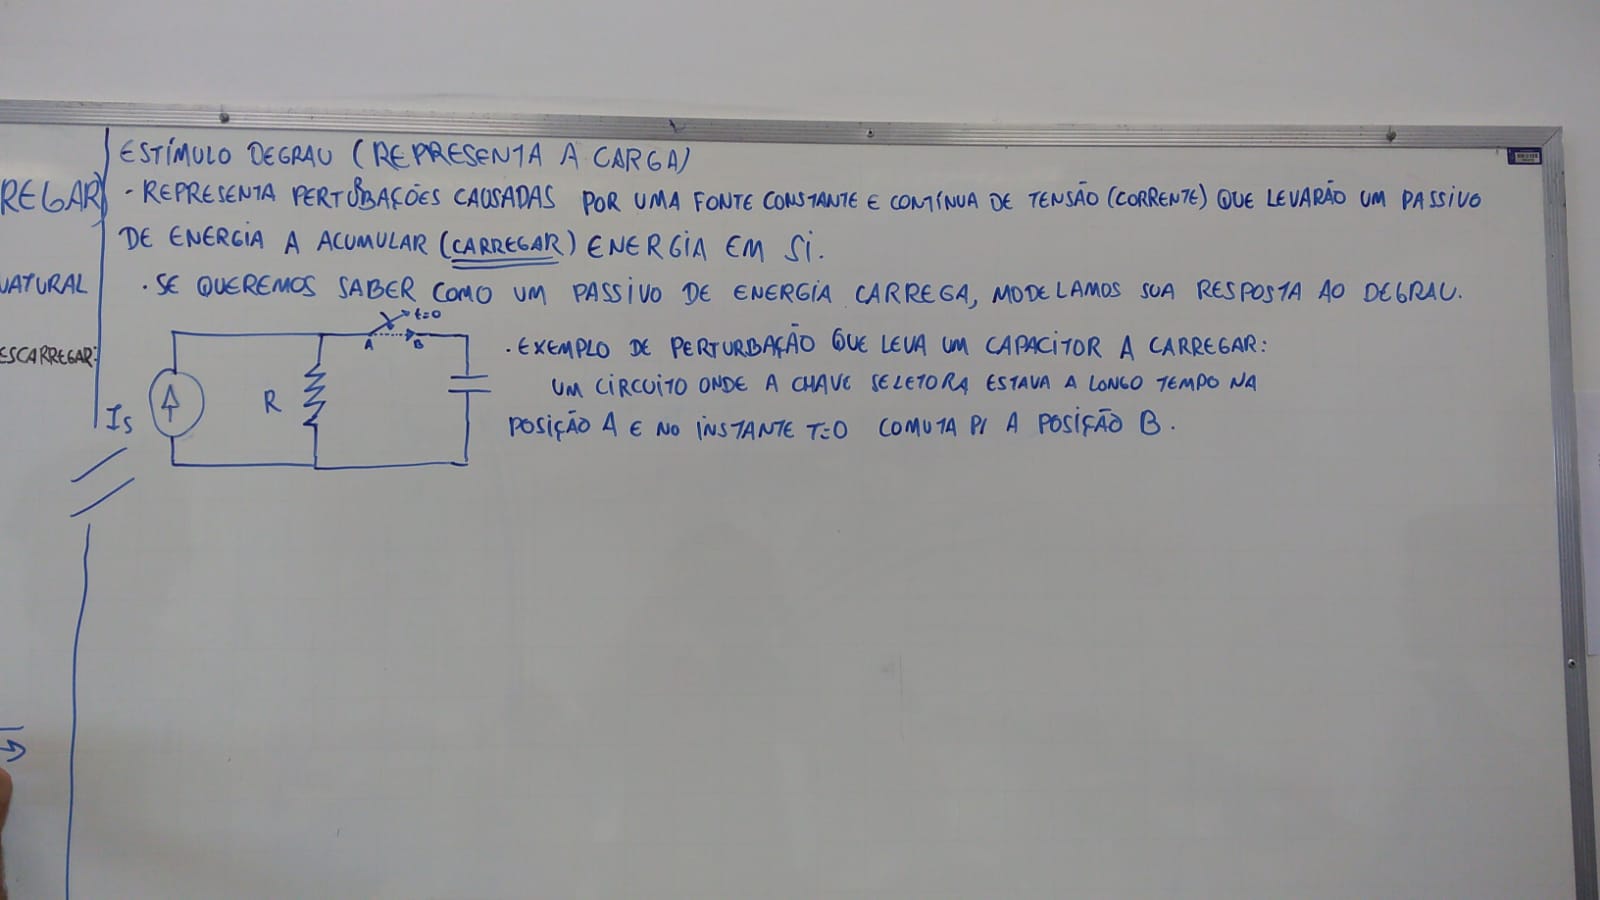 ESTÍMULO DEGRAU (REPRESENTA A CARGA)
REGAR)
- REPRESENTA PERTURBAÇÕES CAUSADAS POR UMA FONTE CONSTANTE E CONTÍNUA DE TENSÃO (CORRENTE) QUE LEVARÃO UM PASSIVO
DE ENERGIA A ACUMULAR (CARREGAR) ENERGIA EM SI.
NATURAL
· SE QUEREMOS SABER COMO UM PASSIVO DE ENERGIA CARREGA, MODELAMOS SUA RESPOSTA AO DEGRAU.
t=0
A B
ESCARREGAR:
· EXEMPLO DE PERTURBAÇÃO QUE LEVA UM CAPACITOR A CARREGAR:
UM CIRCUITO ONDE A CHAVE SELETORA ESTAVA A LONGO TEMPO NA
POSIÇÃO A E NO INSTANTE T=0 COMUTA P/ A POSIÇÃO B.
Is
R